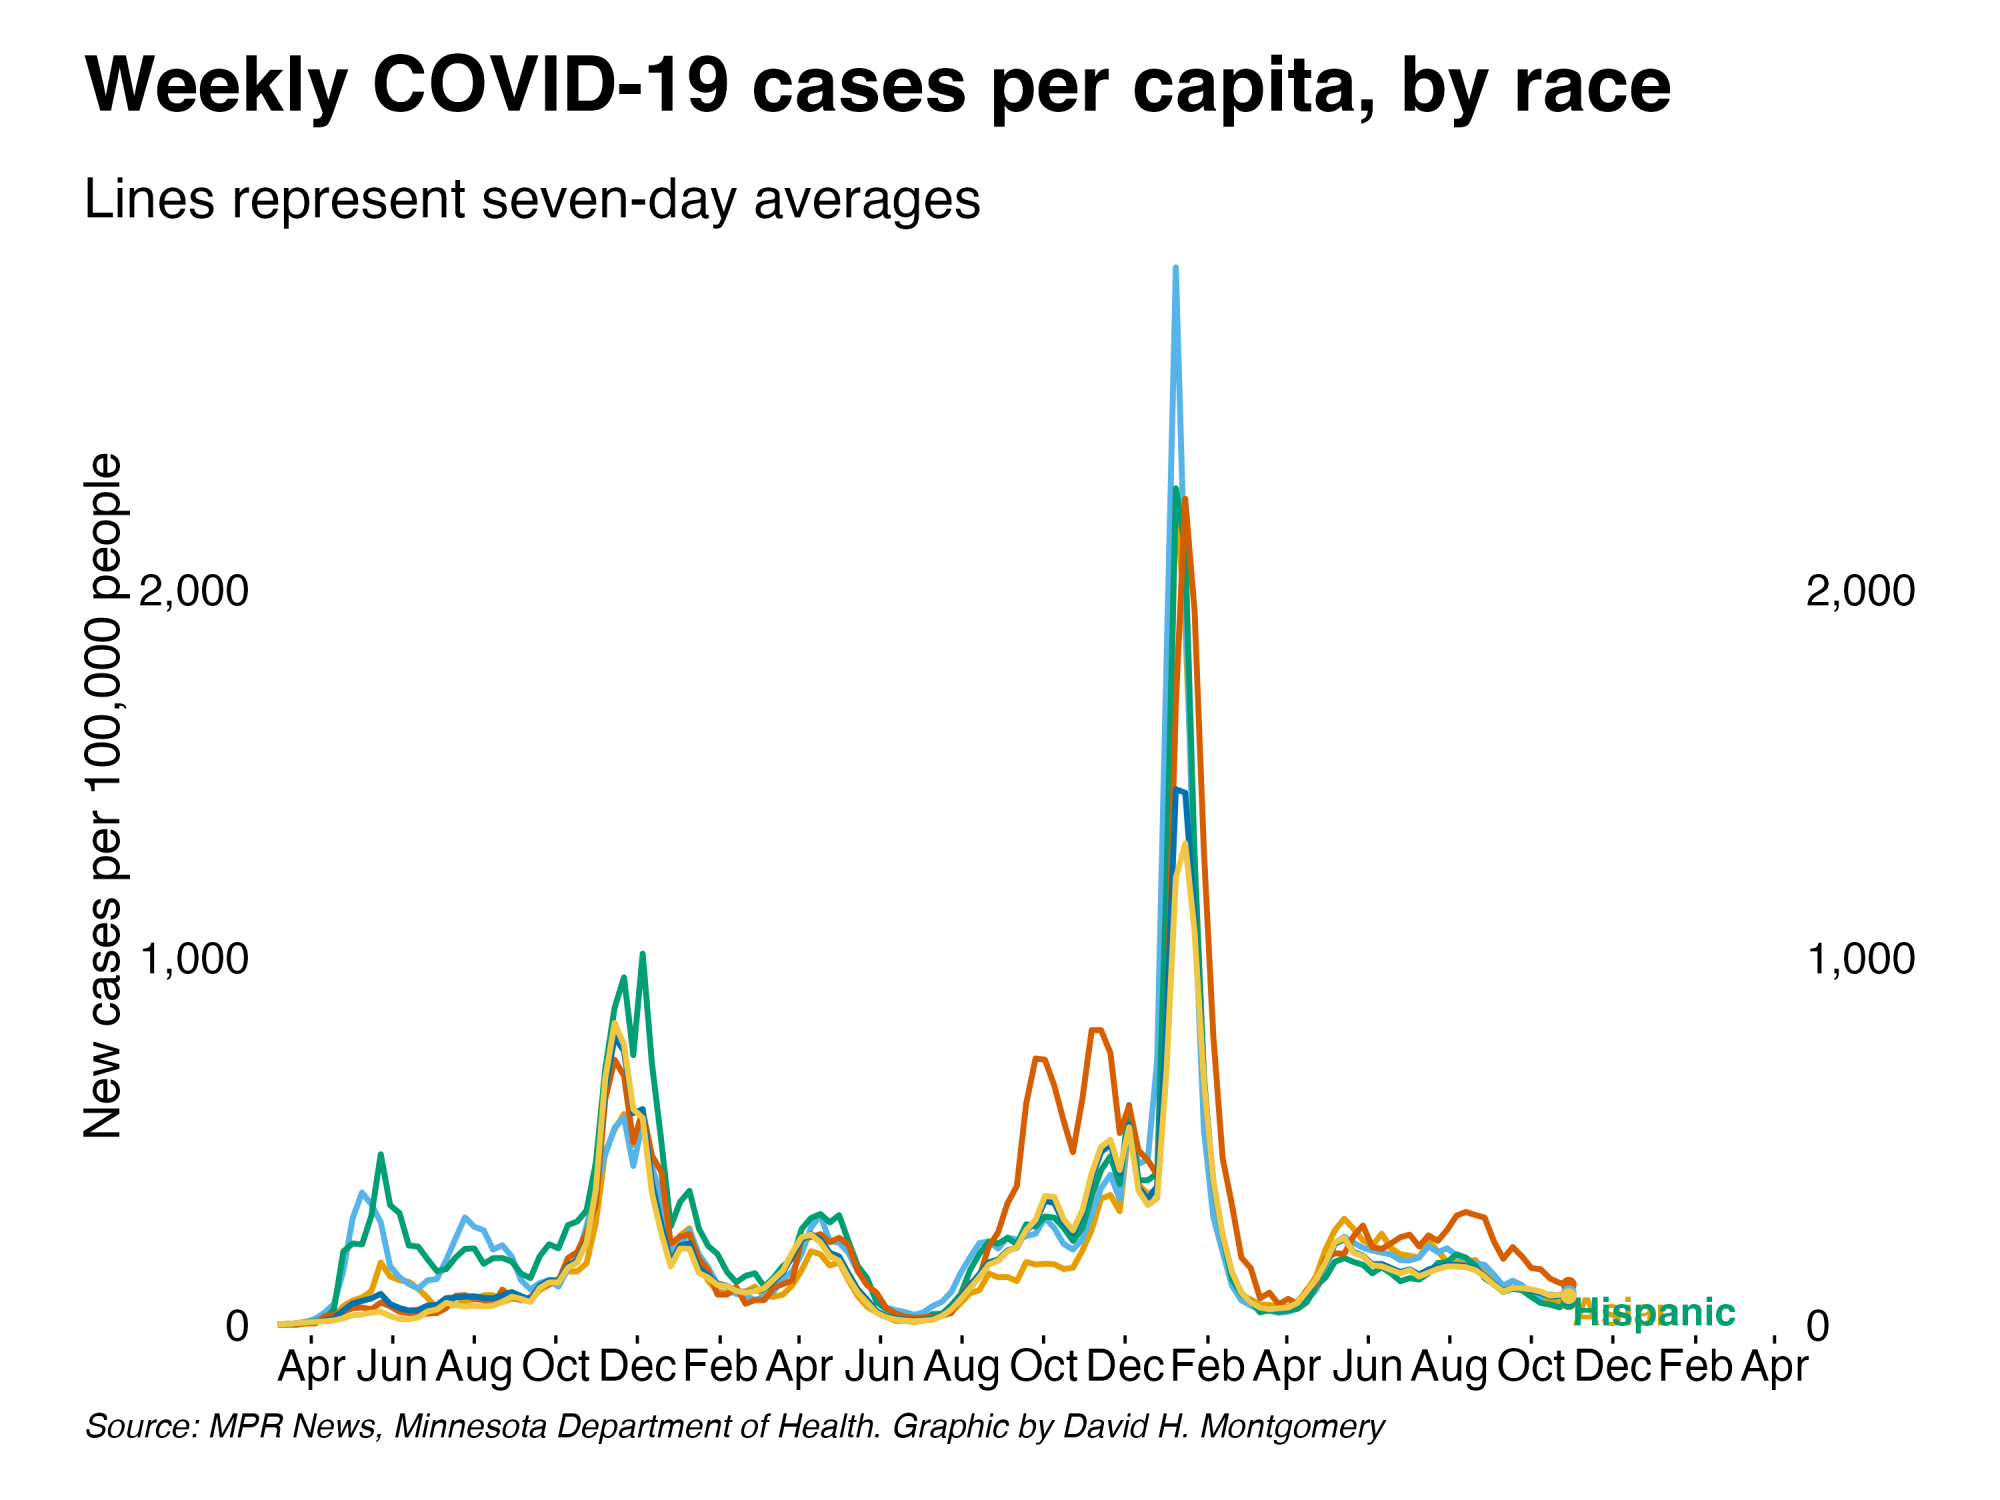 Weekly COVID-19 cases per capita, by race
Lines represent seven-day averages
New cases per 100,000 people
2,000
2,000
1,000
1,000
0
Hispanic
0
Apr Jun Aug Oct Dec Feb Apr Jun Aug Oct Dec Feb Apr Jun Aug Oct Dec Feb Apr
Source: MPR News, Minnesota Department of Health. Graphic by David H. Montgomery